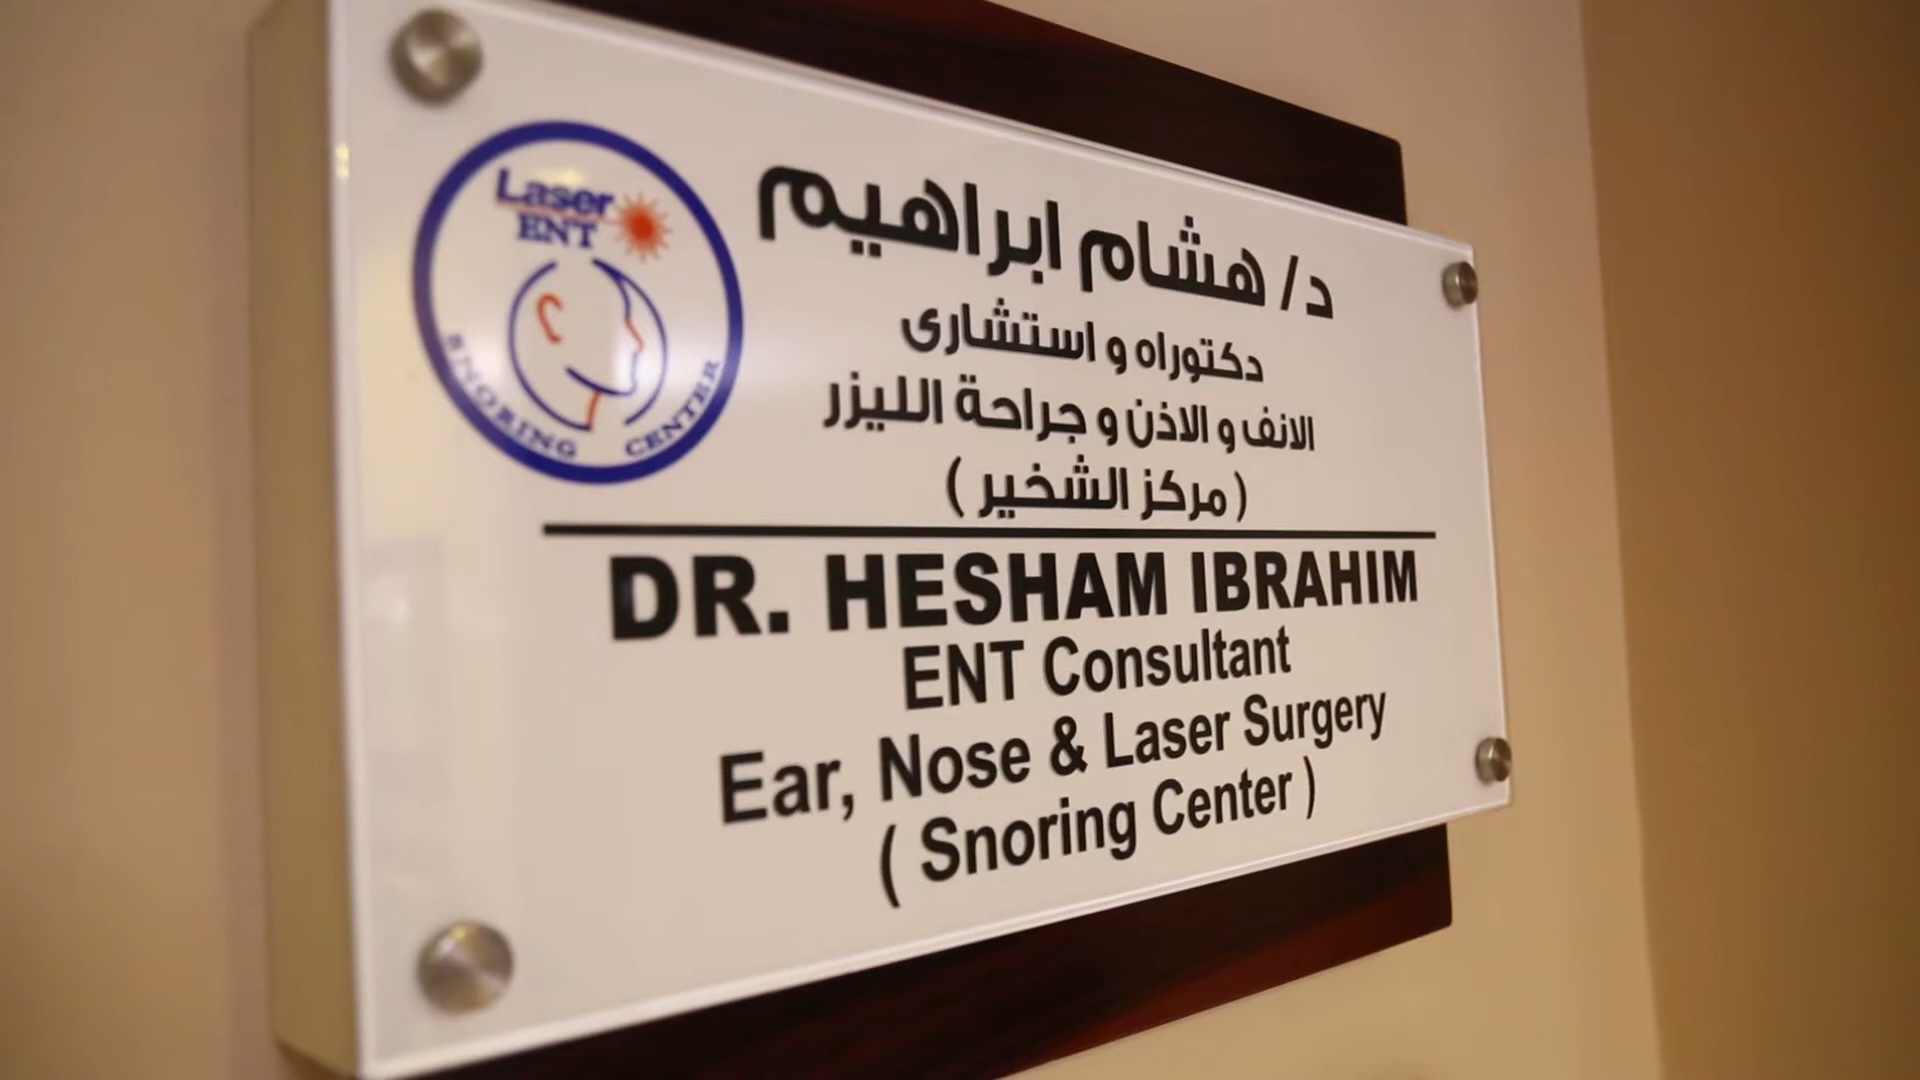 Laser
ENT
SNORING CENTER
د/ هشام ابراهيم
دكتوراه و استشارى
الانف و الاذن و جراحة الليزر
( مركز الشخير )
DR. HESHAM IBRAHIM
ENT Consultant
Ear, Nose & Laser Surgery
( Snoring Center )